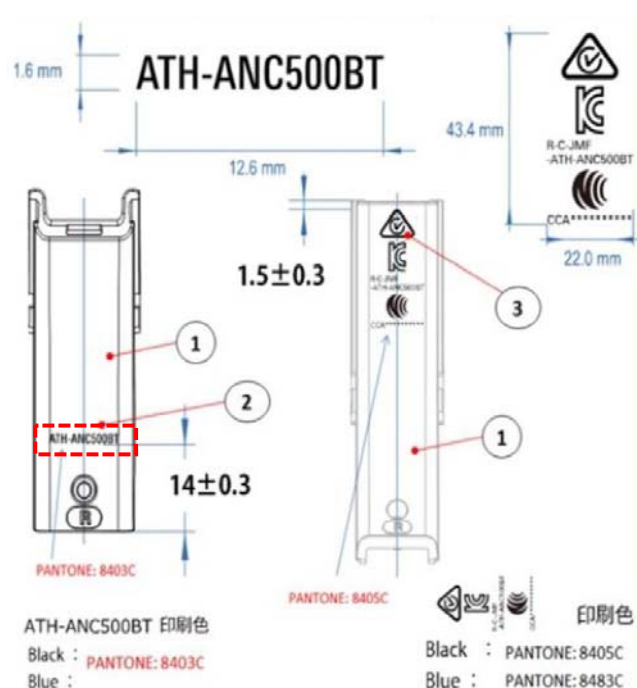 1.6 mm
ATH-ANC500BT
12.6 mm
43.4 mm
R-C-JMF
-ATH-ANC500BT
CCA**********
22.0 mm
1.5±0.3
R-C-JMF
-ATH-ANC500BT
CCA**********
3
1
2
ATH-ANC500BT
1
14±0.3
R
R
PANTONE: 8403C
PANTONE: 8405C
ATH-ANC500BT 印刷色
Black : PANTONE: 8403C
Blue :
印刷色
Black : PANTONE: 8405C
Blue : PANTONE: 8483C